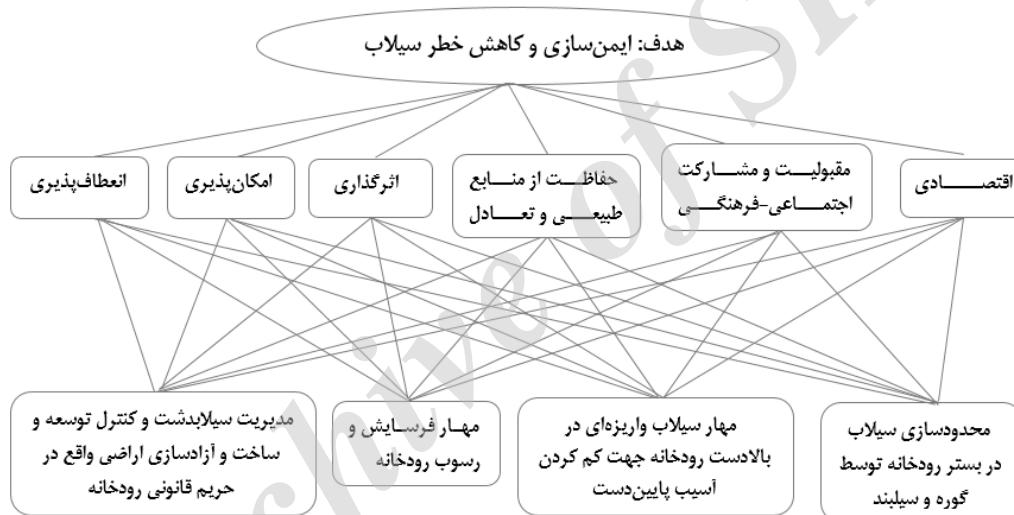 هدف: ایمن‌سازی و کاهش خطر سیلاب
اقتصـــــادی
مقبولیـــت و مشـــارکت
اجتمـــاعی-فرهنگـــی
حفاظـــت از منـــابع
طبیعـــی و تعـــادل
اثرگذاری
امکان‌پذیری
انعطاف‌پذیری
محدودسازی سیلاب
در بستر رودخانه توسط
گوره و سیلبند
مهار سیلاب واریزه‌ای در
بالادست رودخانه جهت کم کردن
آسیب پایین‌دست
مهـار فرسـایش و
رسوب رودخانه
مدیریت سیلابدشت و کنترل توسعه و
ساخت و آزادسازی اراضی واقع در
حریم قانونی رودخانه